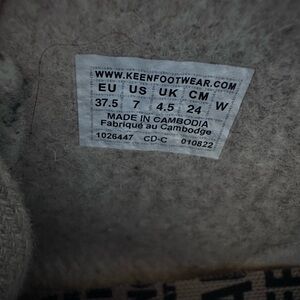 WWW.KEENFOOTWEAR.COM
EU US UK CM W
37.5 7 4.5 24
MADE IN CAMBODIA
Fabriqué au Cambodge
1026447 CD-C 010822